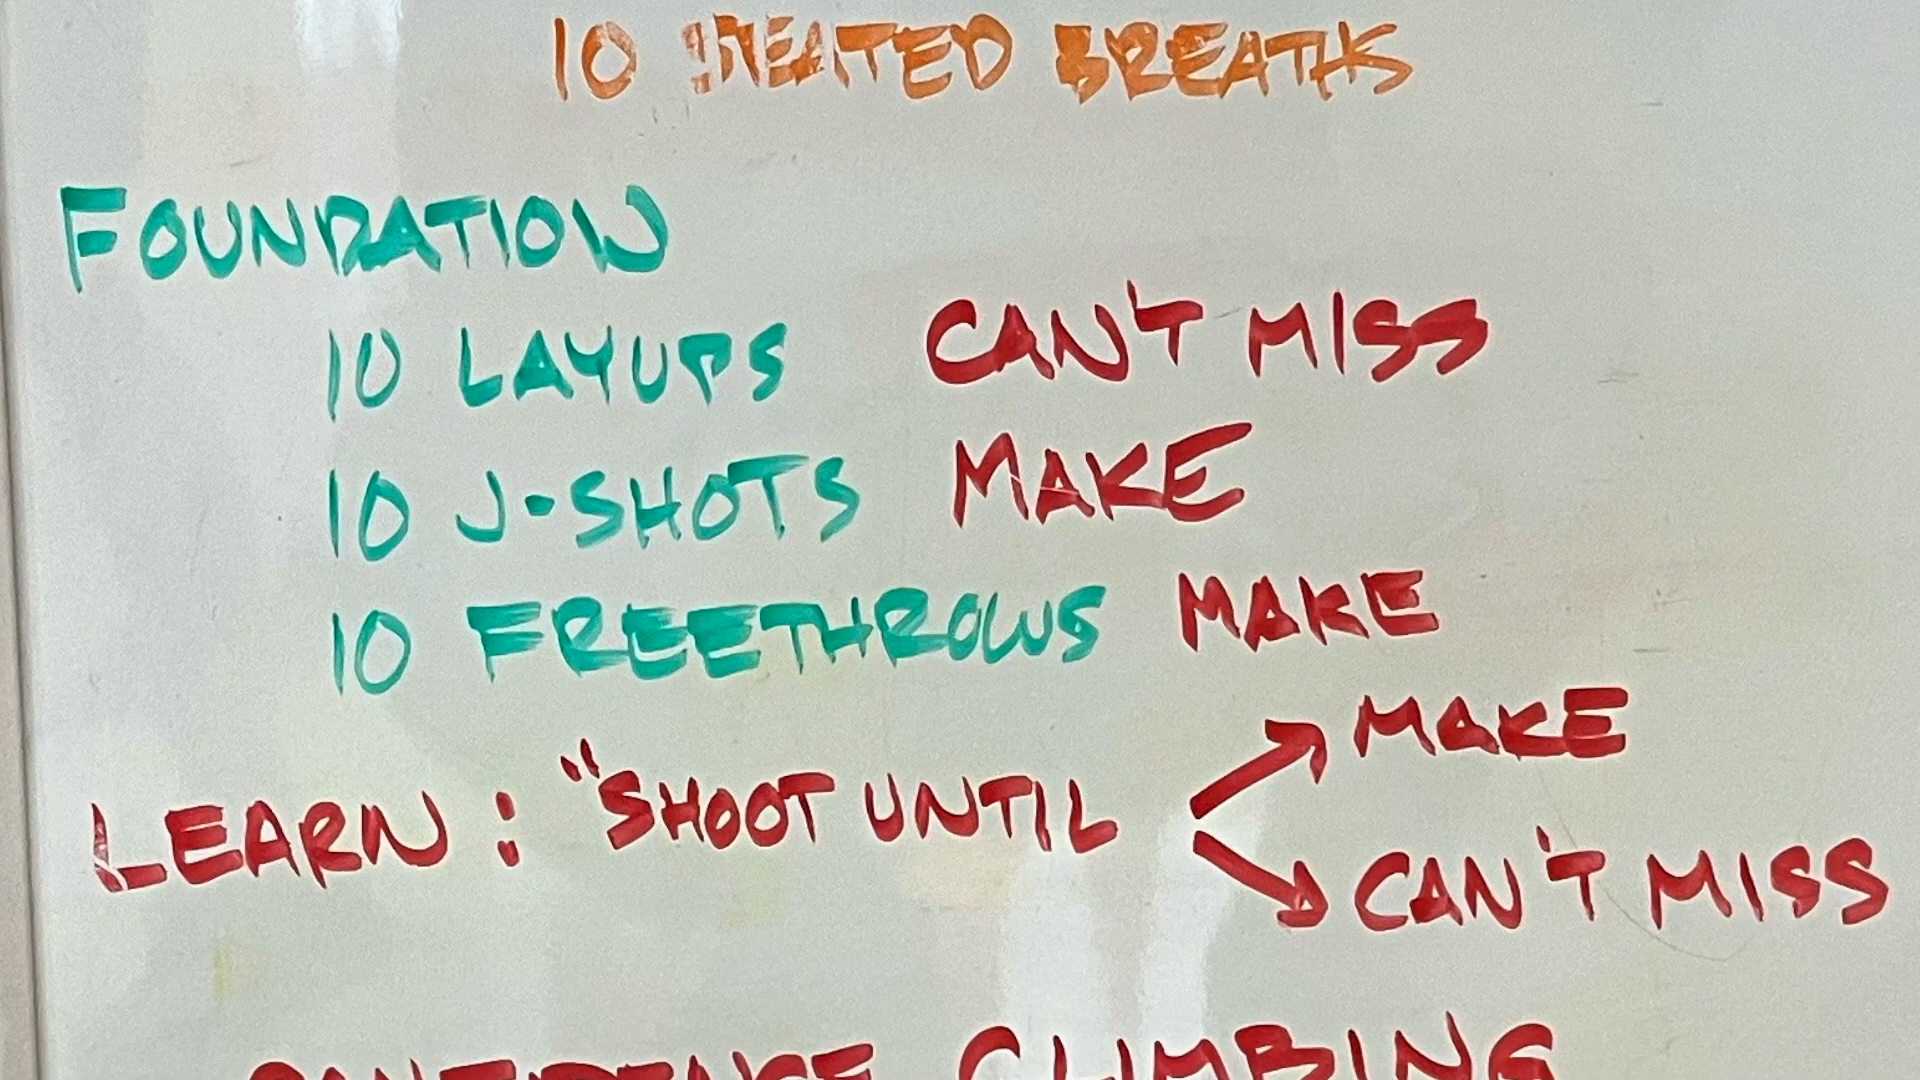 10 BREATHS
FOUNDATION
10 LAYUPS CAN'T MISS
10 J-SHOTS MAKE
10 FREETHROWS MAKE
LEARN: "SHOOT UNTIL
MAKE
CAN'T MISS
CONFIDENCE CLIMBING